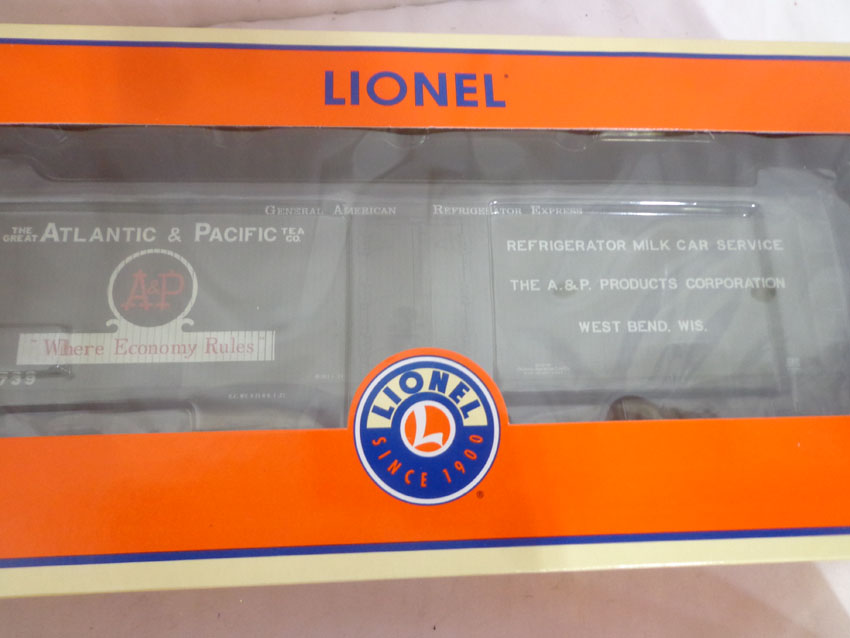 LIONEL
GENERAL AMERICAN REFRIGERATOR EXPRESS
THE GREAT ATLANTIC & PACIFIC TEA CO.
A&P
"Where Economy Rules"
739
REFRIGERATOR MILK CAR SERVICE
THE A.&P. PRODUCTS CORPORATION
WEST BEND, WIS.
LIONEL
L
SINCE 1900
®